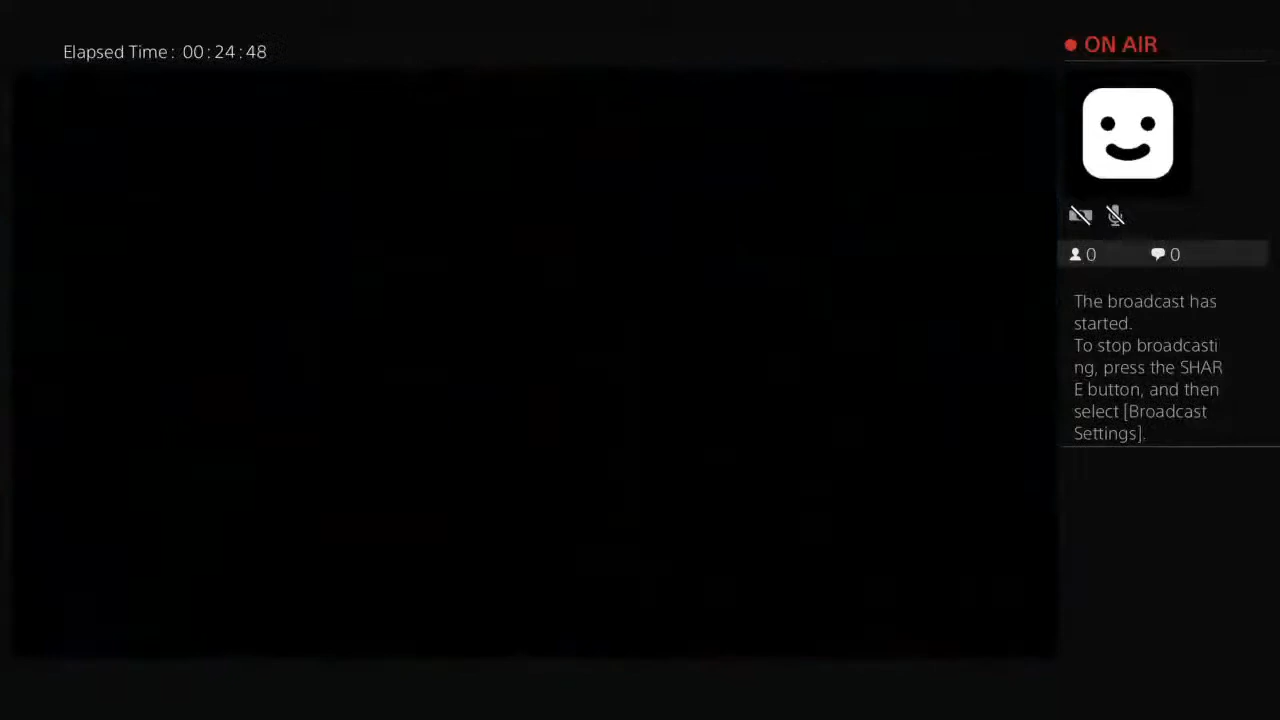 Elapsed Time: 00:24:48
ON AIR
0 0
The broadcast has
started.
To stop broadcasti
ng, press the SHAR
E button, and then
select [Broadcast
Settings].